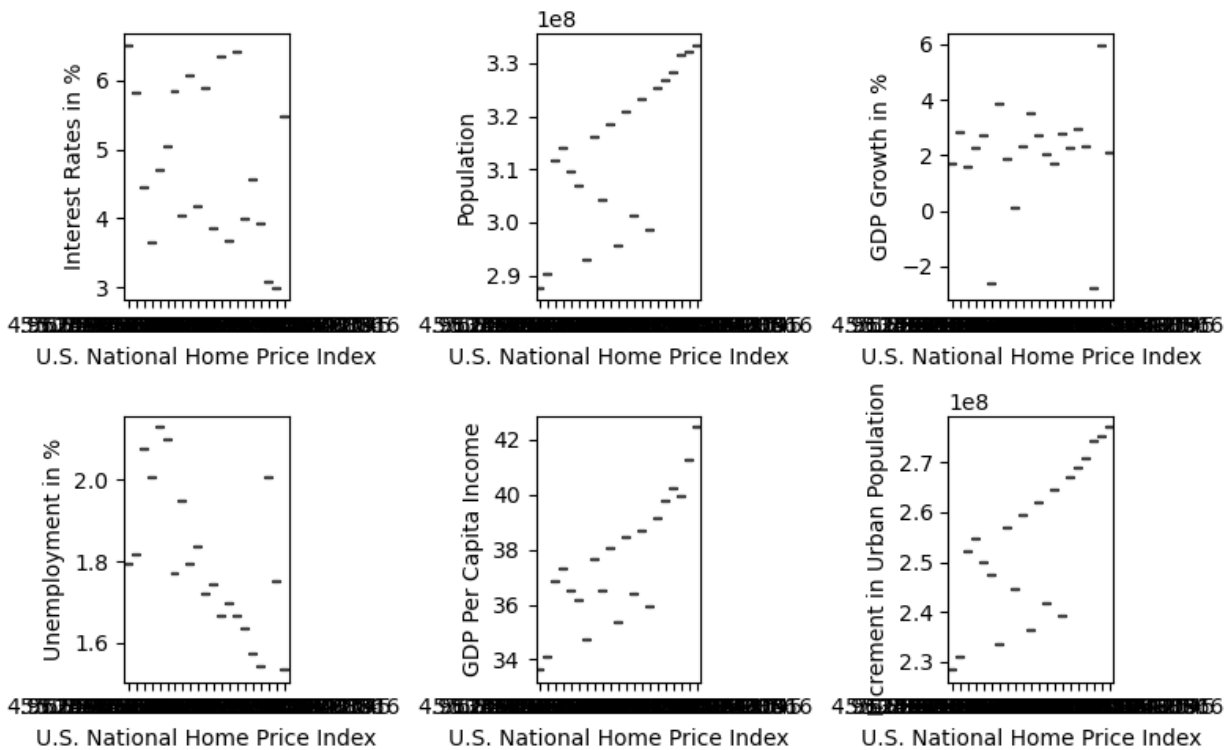 1e8
Interest Rates in %
6
5
4
3
U.S. National Home Price Index
Population
3.3
3.2
3.1
3.0
2.9
U.S. National Home Price Index
GDP Growth in %
6
4
2
0
−2
U.S. National Home Price Index
1e8
Unemployment in %
2.0
1.8
1.6
U.S. National Home Price Index
GDP Per Capita Income
42
40
38
36
34
U.S. National Home Price Index
crement in Urban Population
2.7
2.6
2.5
2.4
2.3
U.S. National Home Price Index